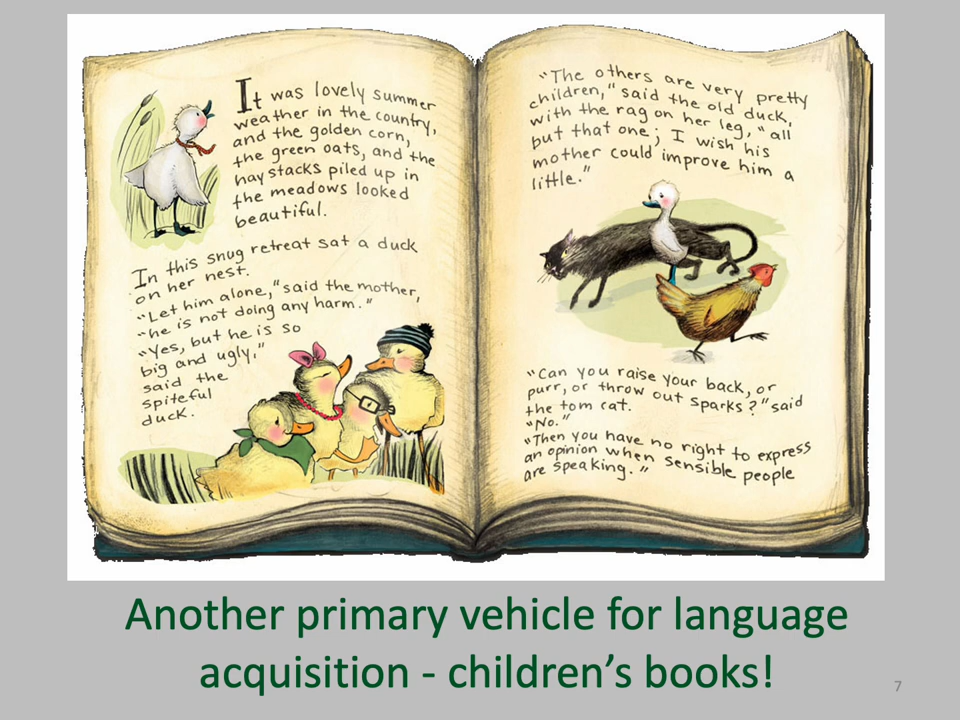 It was lovely summer
weather in the country,
and the golden corn,
the green oats, and the
haystacks piled up in
the meadows looked
beautiful.
In this snug retreat sat a duck
on her nest.
"Let him alone," said the mother,
"he is not doing any harm."
"Yes, but he is so
big and ugly,"
said the
spiteful
duck.
"The others are very pretty
children," said the old duck,
with the rag on her leg, "all
but that one; I wish his
mother could improve him a
little."
"Can you raise your back, or
purr, or throw out sparks?" said
the tom cat.
"No."
"Then you have no right to express
an opinion when sensible people
are speaking."
Another primary vehicle for language
acquisition - children's books!
7